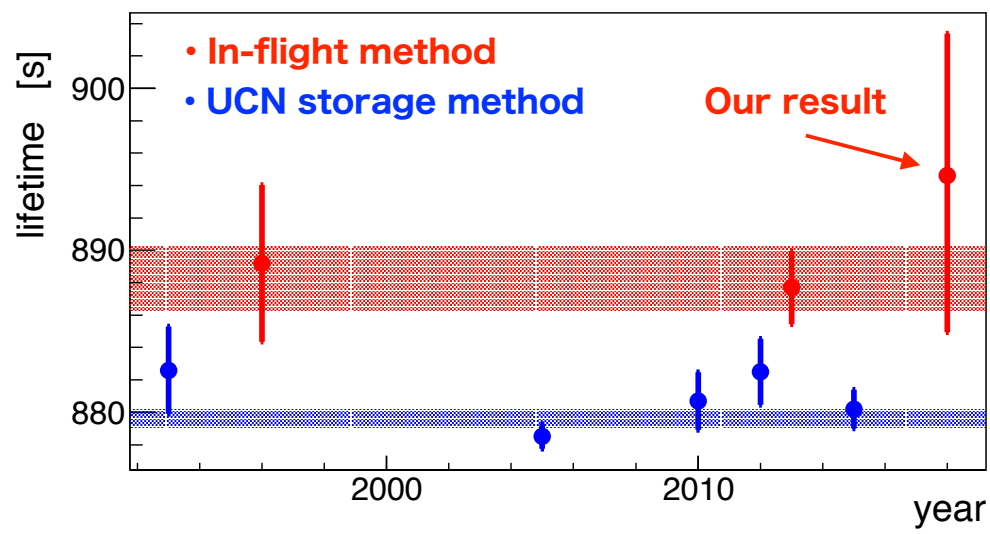 • In-flight method
• UCN storage method
Our result
lifetime [s]
900
890
880
2000 2010
year